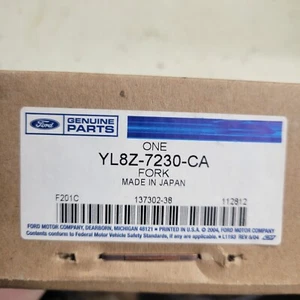 Ford
GENUINE
PARTS
ONE
YL8Z-7230-CA
FORK
MADE IN JAPAN
F201C 137302-38 112812
FORD MOTOR COMPANY, DEARBORN, MICHIGAN 48121 • PRINTED IN U.S.A. © 2004, FORD MOTOR COMPANY
Contents conform to Federal Motor Vehicle Safety Standards, if any are applicable. •